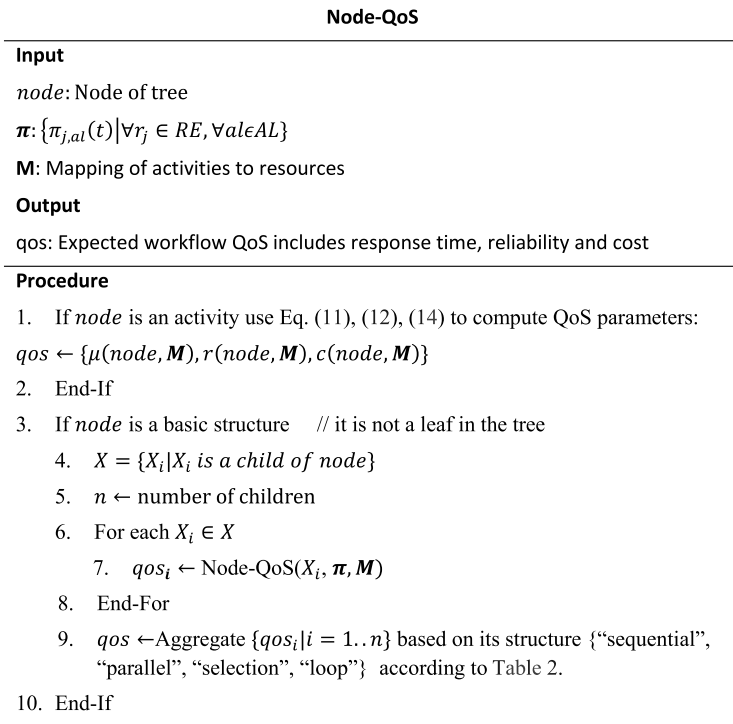 Node-QoS
Input
node: Node of tree
π: {π_{j,al}(t)|∀r_j ∈ RE, ∀alϵAL}
M: Mapping of activities to resources
Output
qos: Expected workflow QoS includes response time, reliability and cost
Procedure
1. If node is an activity use Eq. (11), (12), (14) to compute QoS parameters:
qos ← {μ(node, M), r(node, M), c(node, M)}
2. End-If
3. If node is a basic structure // it is not a leaf in the tree
4. X = {X_i|X_i is a child of node}
5. n ← number of children
6. For each X_i ∈ X
7. qos_i ← Node-QoS(X_i, π, M)
8. End-For
9. qos ←Aggregate {qos_i|i = 1..n} based on its structure {“sequential”,
“parallel”, “selection”, “loop”} according to Table 2.
10. End-If